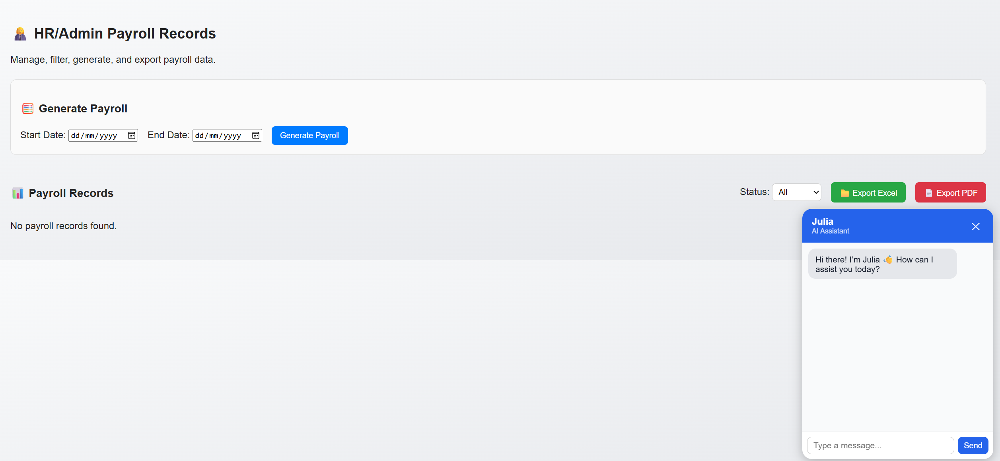 HR/Admin Payroll Records
Manage, filter, generate, and export payroll data.
Generate Payroll
Start Date: dd/mm/yyyy End Date: dd/mm/yyyy Generate Payroll
Payroll Records
Status: All Export Excel Export PDF
No payroll records found.
Julia
AI Assistant
Hi there! I’m Julia 👋 How can I
assist you today?
Type a message...
Send